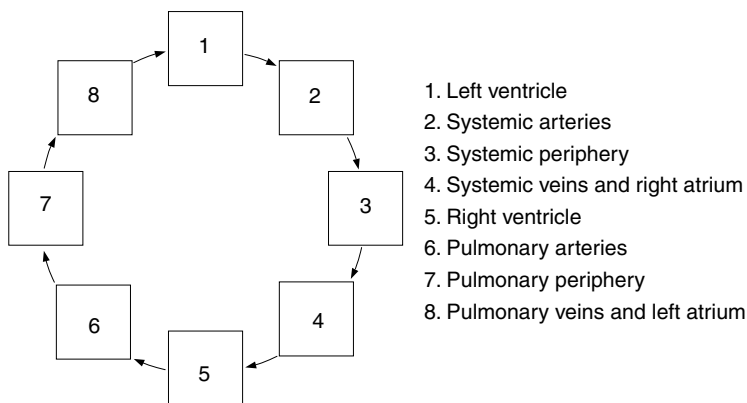 1
2
3
4
5
6
7
8
1. Left ventricle
2. Systemic arteries
3. Systemic periphery
4. Systemic veins and right atrium
5. Right ventricle
6. Pulmonary arteries
7. Pulmonary periphery
8. Pulmonary veins and left atrium